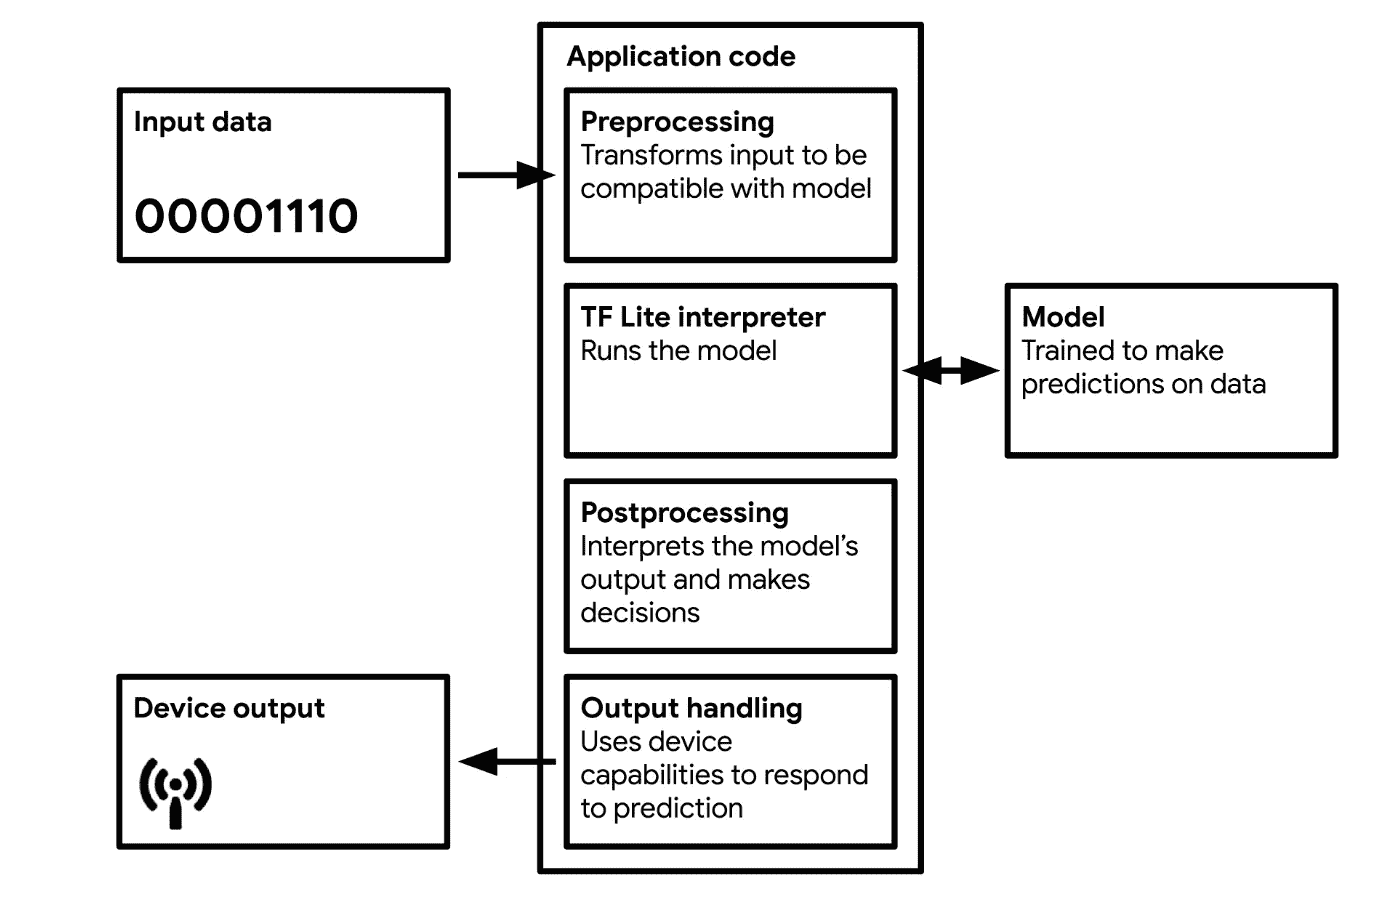 Application code
Input data
00001110
Preprocessing
Transforms input to be
compatible with model
TF Lite interpreter
Runs the model
Model
Trained to make
predictions on data
Postprocessing
Interprets the model’s
output and makes
decisions
Device output
Output handling
Uses device
capabilities to respond
to prediction